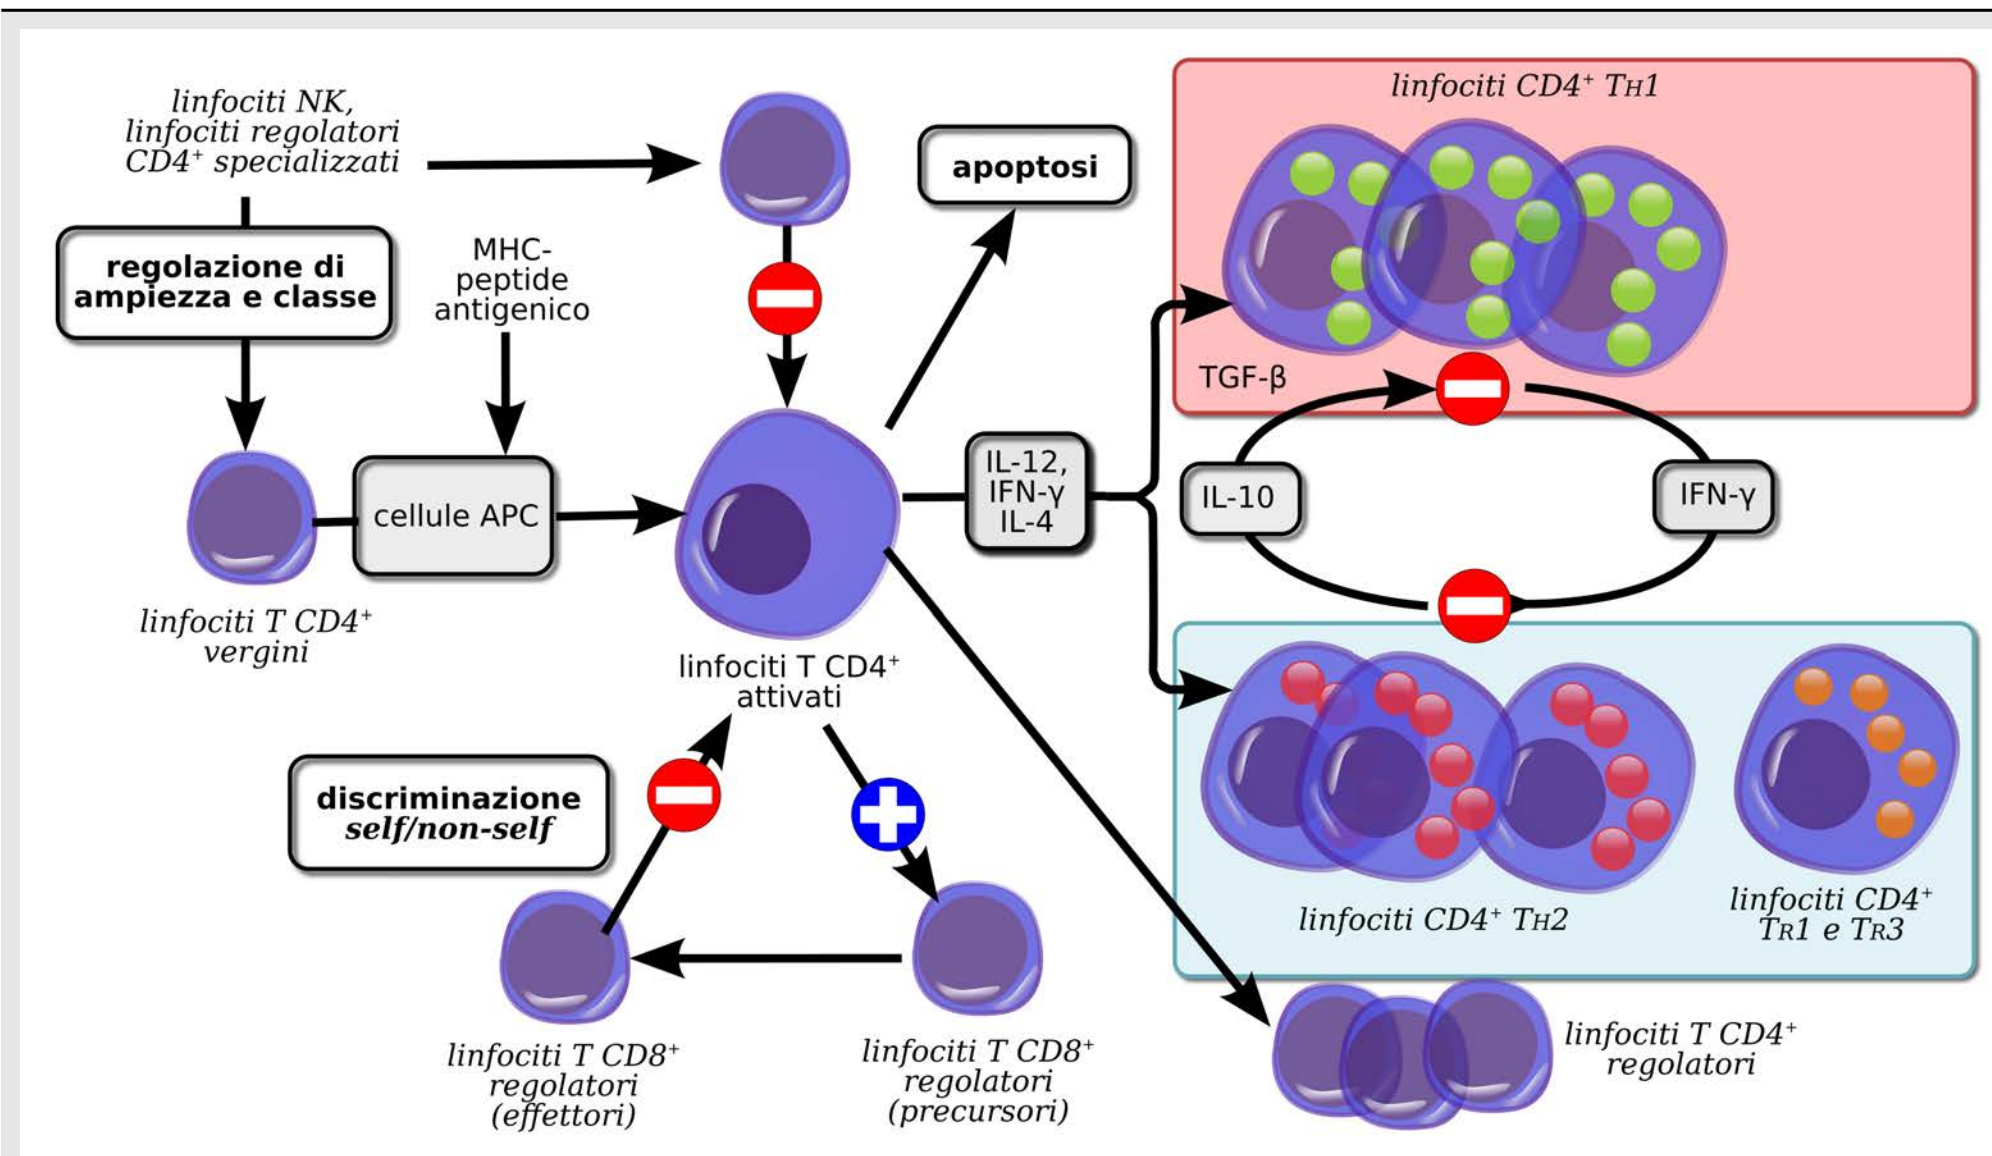 linfociti NK,
linfociti regolatori
CD4⁺ specializzati
regolazione di
ampiezza e classe
MHC-
peptide
antigenico
cellule APC
linfociti T CD4⁺
vergini
apoptosi
linfociti T CD4⁺
attivati
discriminazione
self/non-self
linfociti T CD8⁺
regolatori
(effettori)
linfociti T CD8⁺
regolatori
(precursori)
IL-12,
IFN-γ
IL-4
linfociti CD4⁺ TH1
TGF-β
IL-10
IFN-γ
linfociti CD4⁺ TH2
linfociti CD4⁺
TR1 e TR3
linfociti T CD4⁺
regolatori